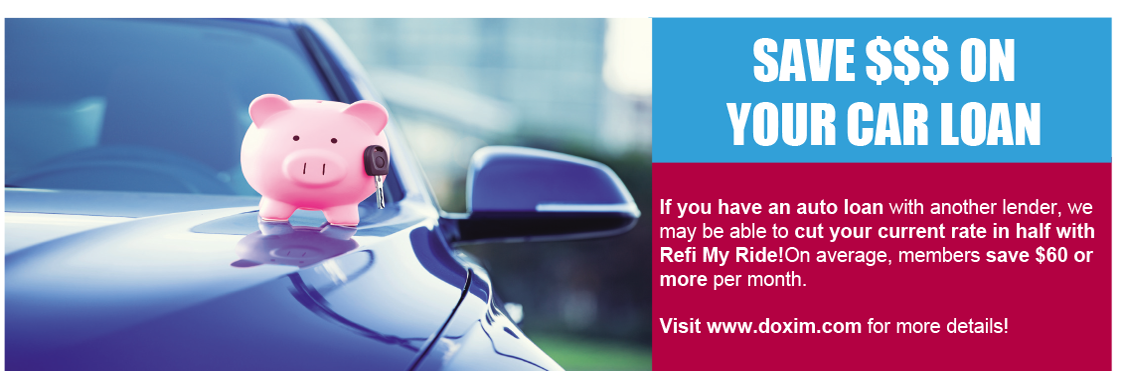 SAVE $$$ ON
YOUR CAR LOAN
If you have an auto loan with another lender, we
may be able to cut your current rate in half with
Refi My Ride!On average, members save $60 or
more per month.
Visit www.doxim.com for more details!